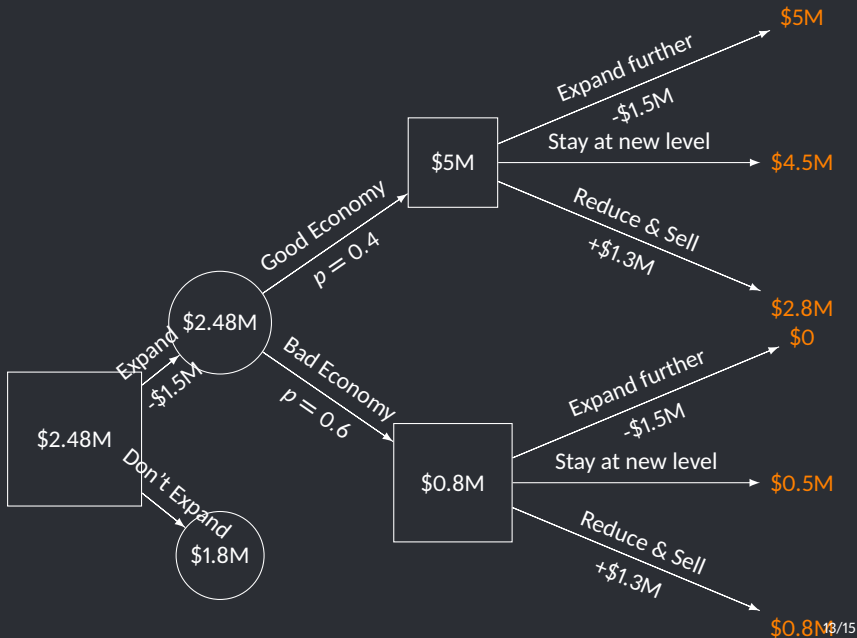 $5M
Expand further
-$1.5M
Stay at new level
$5M
$4.5M
Reduce & Sell
+$1.3M
$2.8M
Good Economy
p = 0.4
$2.48M
Expand
-$1.5M
Bad Economy
p = 0.6
$0
Expand further
-$1.5M
Stay at new level
$0.8M
$0.5M
Reduce & Sell
+$1.3M
$0.8M
$2.48M
Don't Expand
$1.8M
13/15